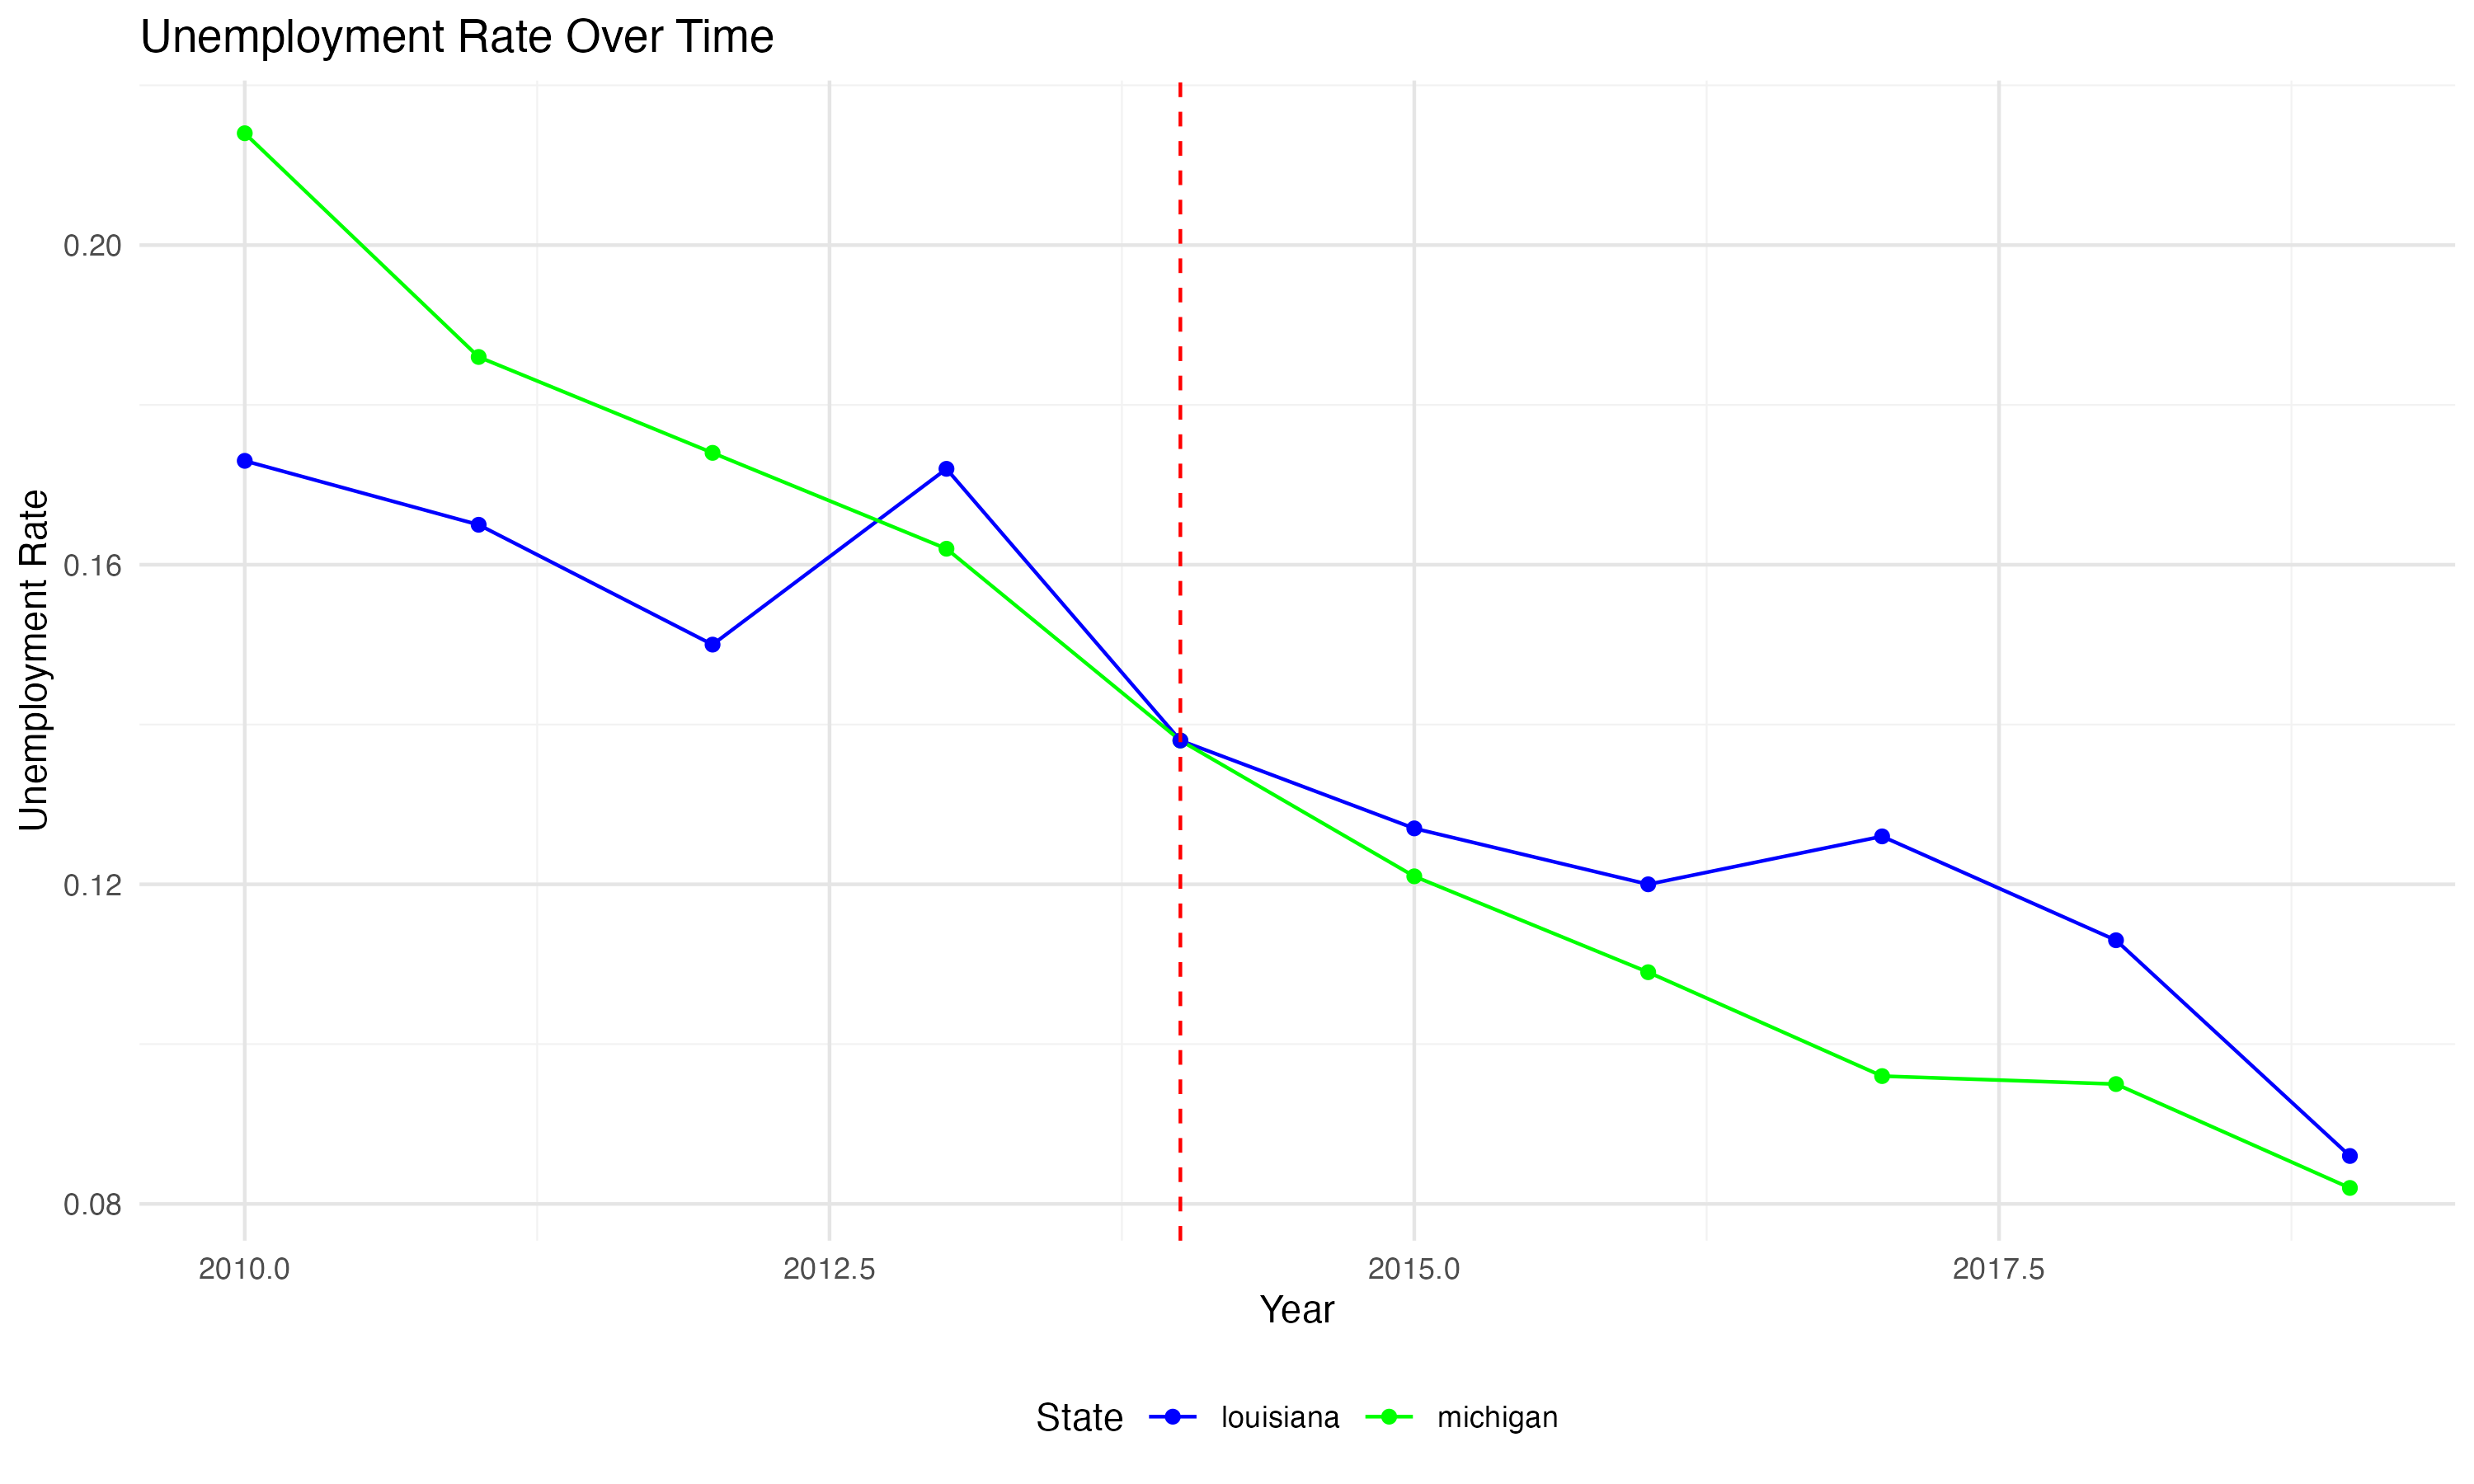 Unemployment Rate Over Time
Unemployment Rate
0.20
0.16
0.12
0.08
2010.0 2012.5 2015.0 2017.5
Year
State louisiana michigan